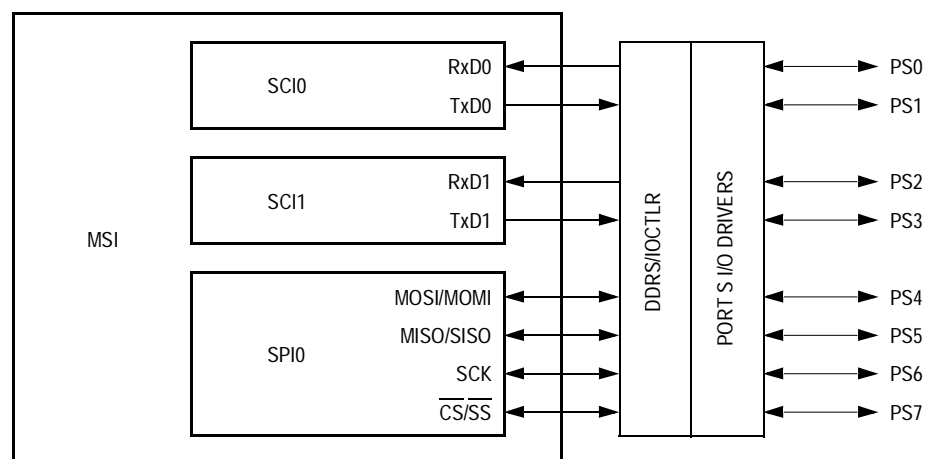 MSI
SCI0
RxD0
TxD0
SCI1
RxD1
TxD1
SPI0
MOSI/MOMI
MISO/SISO
SCK
CS/SS
DDRS/IOCTLR
PORT S I/O DRIVERS
PS0
PS1
PS2
PS3
PS4
PS5
PS6
PS7